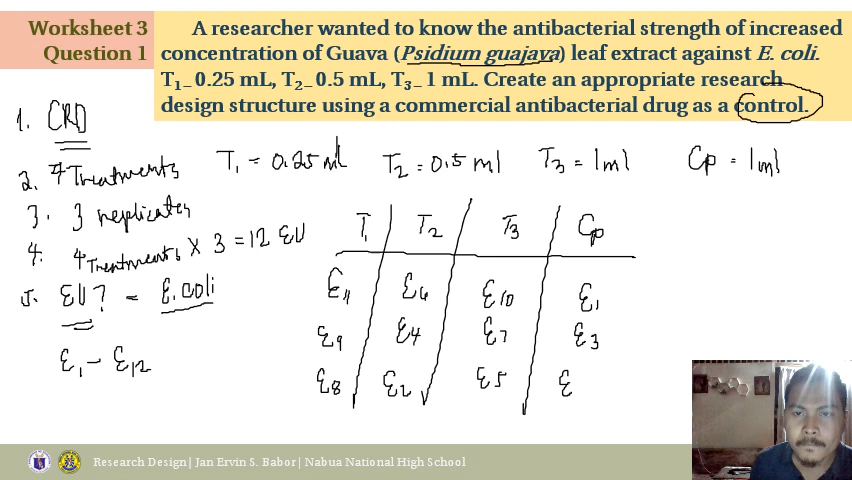 Worksheet 3
Question 1
A researcher wanted to know the antibacterial strength of increased
concentration of Guava (Psidium guajava) leaf extract against E. coli.
T1 – 0.25 mL, T2 – 0.5 mL, T3 – 1 mL. Create an appropriate research
design structure using a commercial antibacterial drug as a control.
1. CRD
2. 4 Treatments
3. 3 replicates
4. 4 Treatments x 3 = 12 EU
5. EU? = E. coli
E1 - E12
T1 = 0.25 ml T2 = 0.5 ml T3 = 1 ml Cp = 1 ml
T1 T2 T3 Cp
E11 E6 E10 E1
E9 E4 E7 E3
E8 E2 E5 E
Research Design| Jan Ervin S. Babor| Nabua National High School